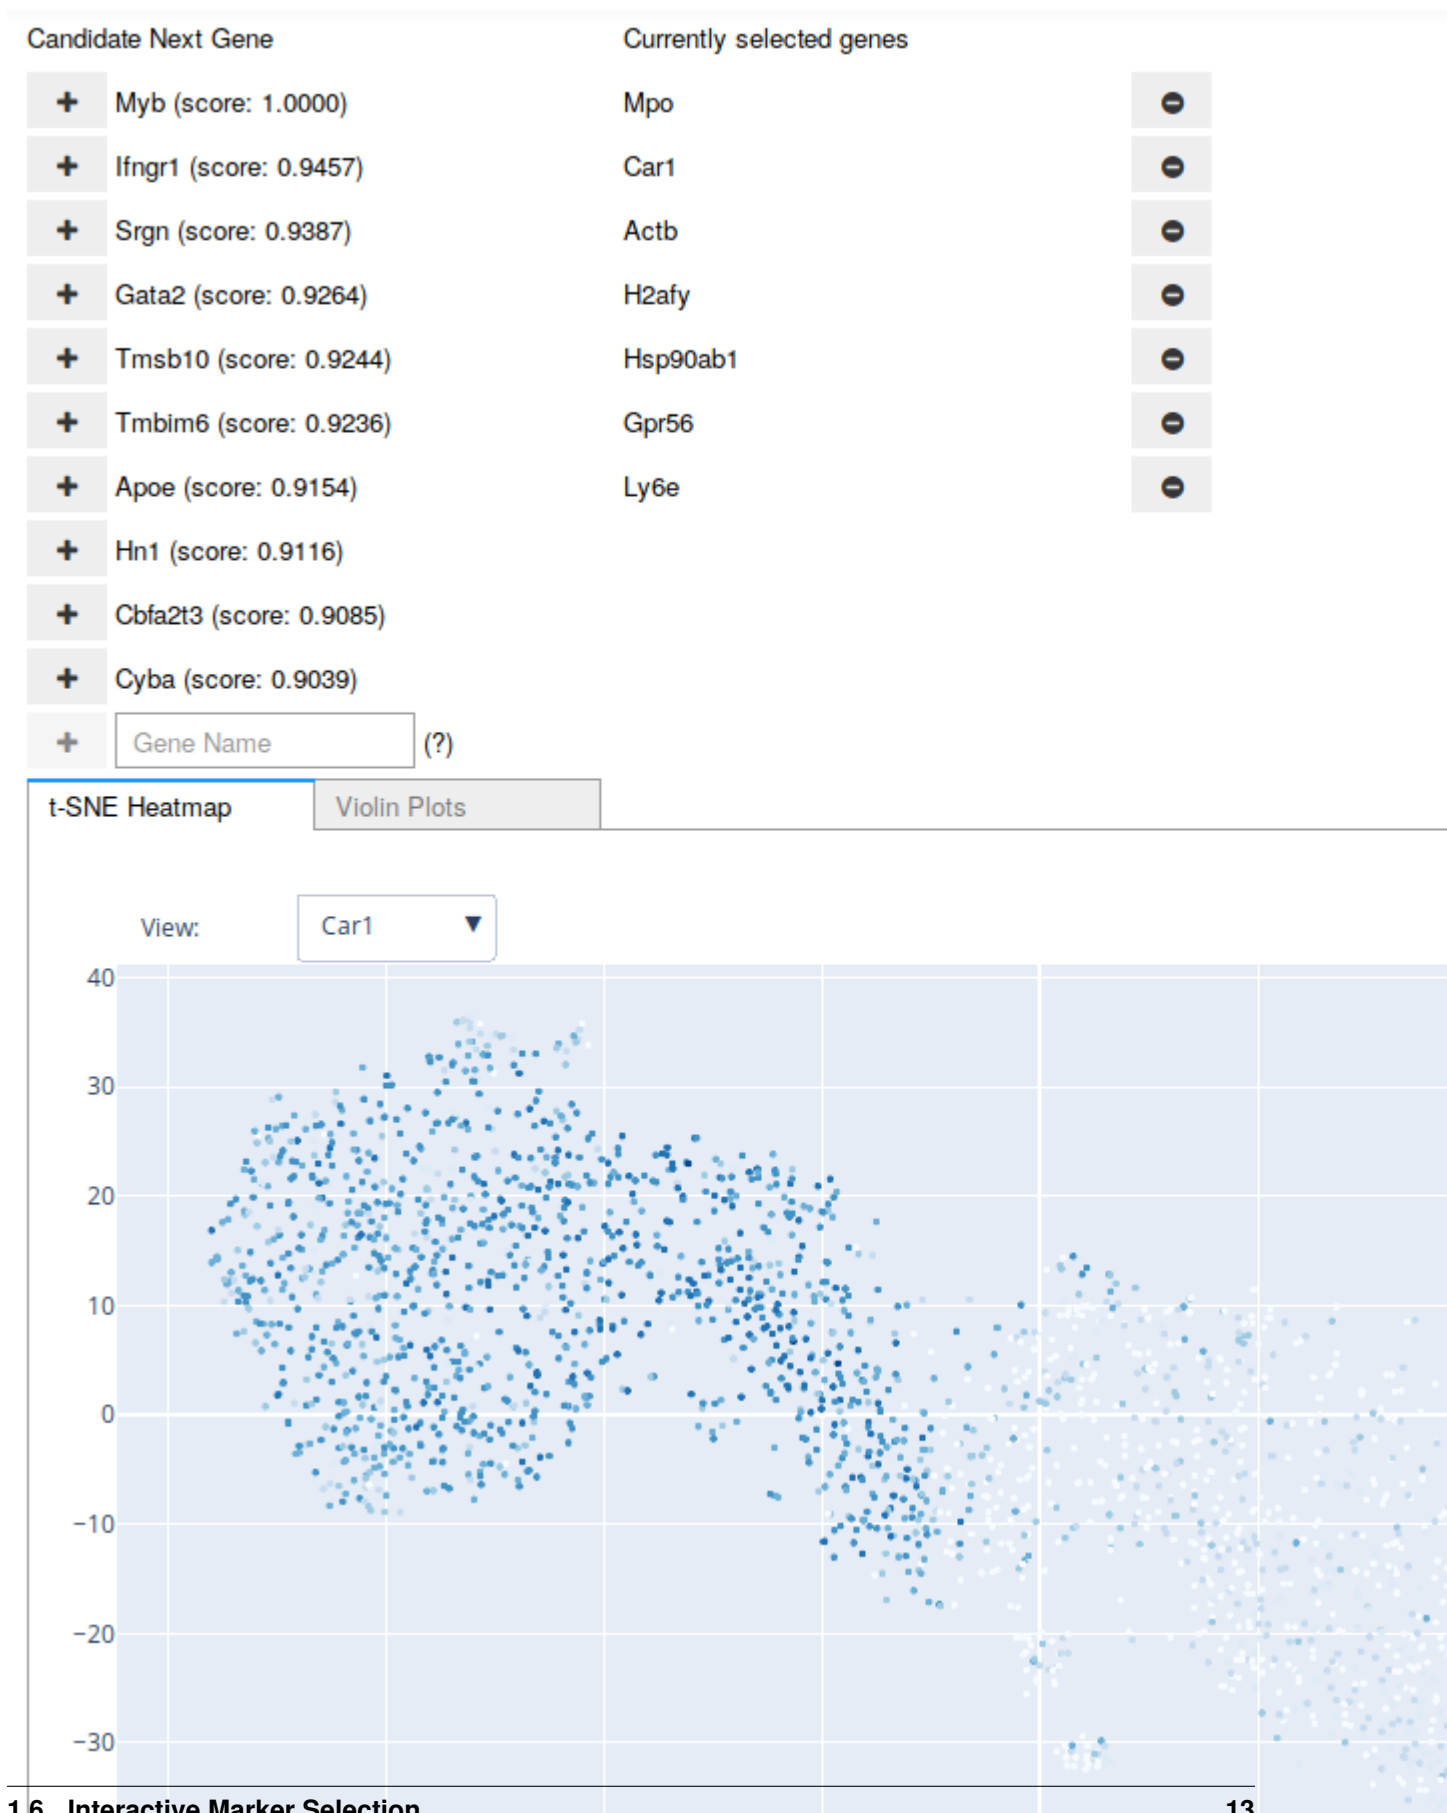 Candidate Next Gene Currently selected genes
+ Myb (score: 1.0000) Mpo
+ Ifngr1 (score: 0.9457) Car1
+ Srgn (score: 0.9387) Actb
+ Gata2 (score: 0.9264) H2afy
+ Tmsb10 (score: 0.9244) Hsp90ab1
+ Tmbim6 (score: 0.9236) Gpr56
+ Apoe (score: 0.9154) Ly6e
+ Hn1 (score: 0.9116)
+ Cbfa2t3 (score: 0.9085)
+ Cyba (score: 0.9039)
+ Gene Name (?)
t-SNE Heatmap Violin Plots
View: Car1 ▼
40
30
20
10
0
−10
−20
−30
1.6. Interactive Marker Selection 13